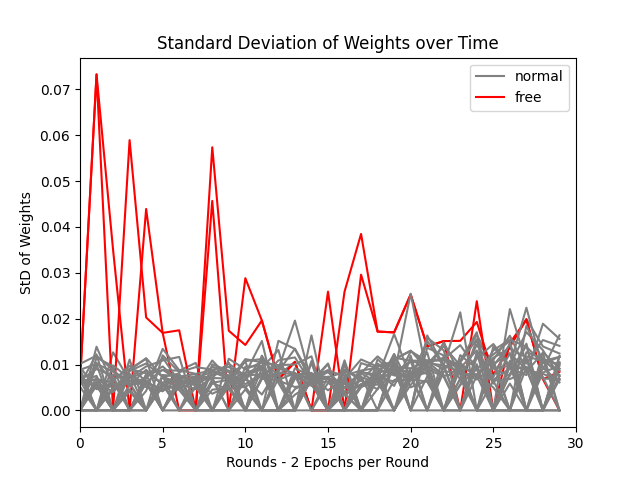 Standard Deviation of Weights over Time
normal
free
0.07
0.06
0.05
0.04
0.03
0.02
0.01
0.00
StD of Weights
0 5 10 15 20 25 30
Rounds - 2 Epochs per Round